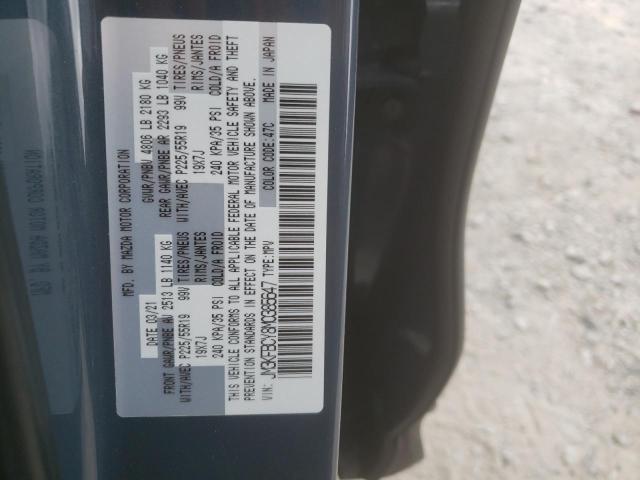 MFD. BY MAZDA MOTOR CORPORATION
DATE 03/21 GVWR/PNBV 4806 LB 2180 KG
FRONT GAWR/PNBE AV 2513 LB 1140 KG REAR GAWR/PNBE AR 2293 LB 1040 KG
WITH/AVEC P225/55R19 99V TIRES/PNEUS WITH/AVEC P225/55R19 99V TIRES/PNEUS
19X7J RIMS/JANTES 19X7J RIMS/JANTES
240 KPA/35 PSI COLD/A FROID 240 KPA/35 PSI COLD/A FROID
THIS VEHICLE CONFORMS TO ALL APPLICABLE FEDERAL MOTOR VEHICLE SAFETY AND THEFT
PREVENTION STANDARDS IN EFFECT ON THE DATE OF MANUFACTURE SHOWN ABOVE.
VIN: JM3KFBCY8M0385647 TYPE:MPV COLOR CODE:47C MADE IN JAPAN